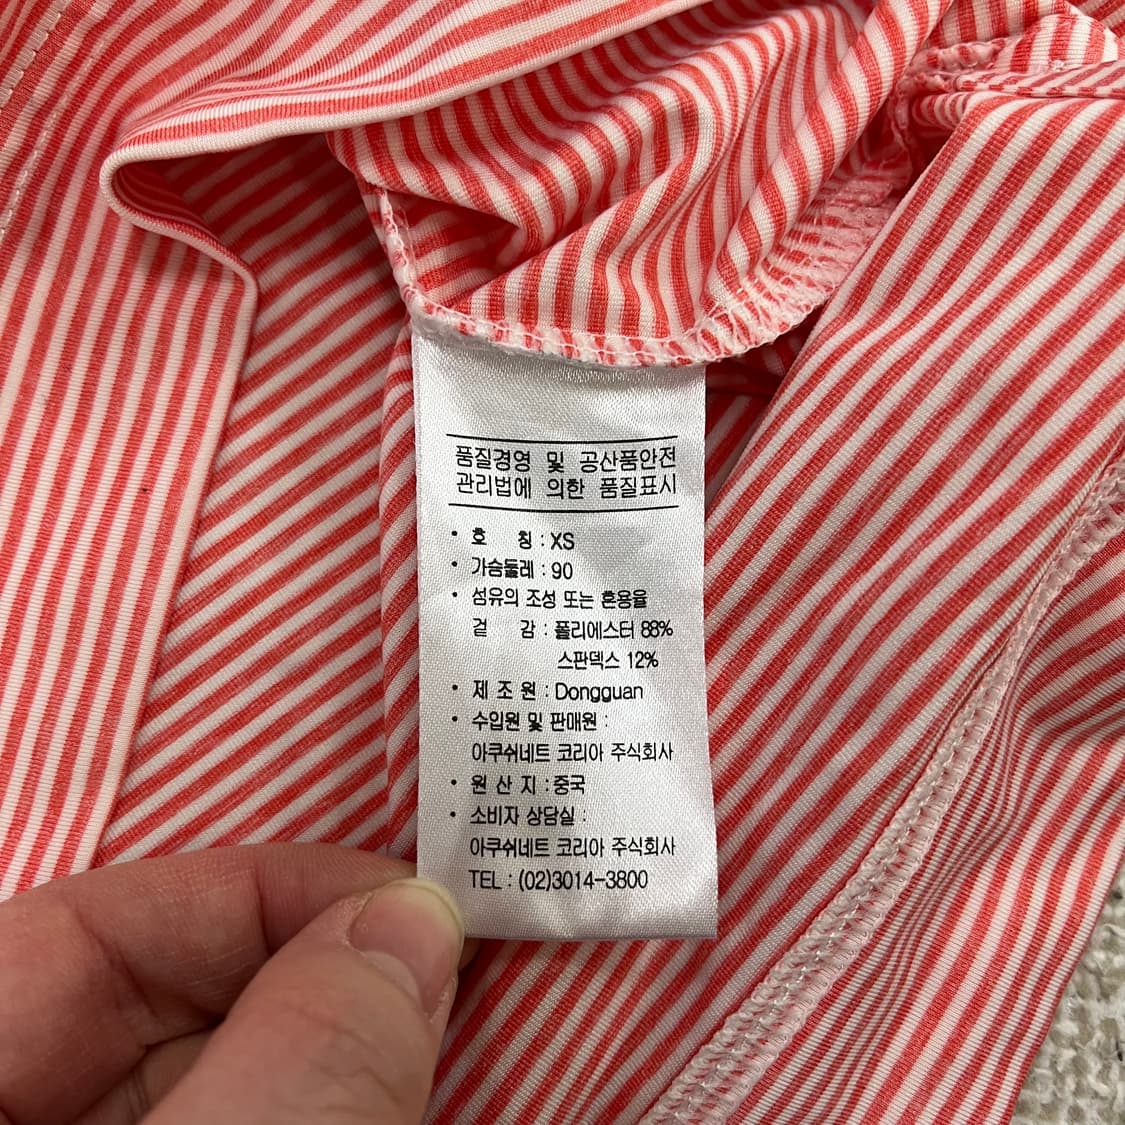 품질경영 및 공산품안전
관리법에 의한 품질표시
• 호 칭 : XS
• 가슴둘레 : 90
• 섬유의 조성 또는 혼용율
겉 감 : 폴리에스터 88%
스판덱스 12%
• 제 조 원 : Dongguan
• 수입원 및 판매원 :
아쿠쉬네트 코리아 주식회사
• 원 산 지 : 중국
• 소비자 상담실 :
아쿠쉬네트 코리아 주식회사
TEL : (02)3014-3800